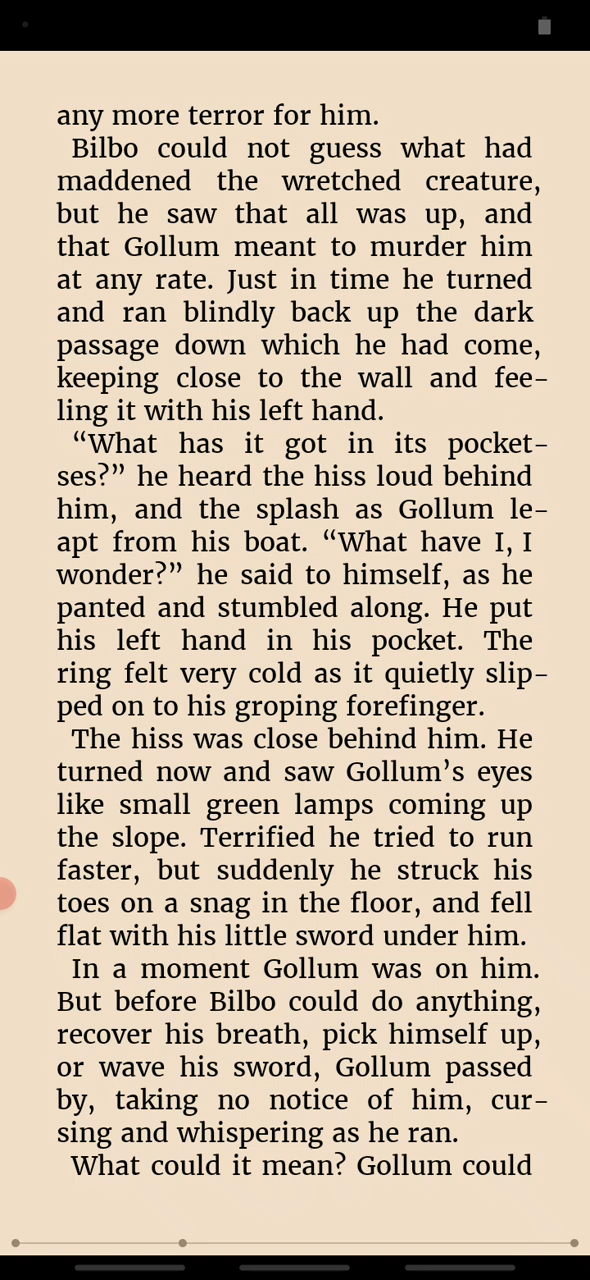 any more terror for him.
Bilbo could not guess what had
maddened the wretched creature,
but he saw that all was up, and
that Gollum meant to murder him
at any rate. Just in time he turned
and ran blindly back up the dark
passage down which he had come,
keeping close to the wall and fee-
ling it with his left hand.
“What has it got in its pocket-
ses?” he heard the hiss loud behind
him, and the splash as Gollum le-
apt from his boat. “What have I, I
wonder?” he said to himself, as he
panted and stumbled along. He put
his left hand in his pocket. The
ring felt very cold as it quietly slip-
ped on to his groping forefinger.
The hiss was close behind him. He
turned now and saw Gollum’s eyes
like small green lamps coming up
the slope. Terrified he tried to run
faster, but suddenly he struck his
toes on a snag in the floor, and fell
flat with his little sword under him.
In a moment Gollum was on him.
But before Bilbo could do anything,
recover his breath, pick himself up,
or wave his sword, Gollum passed
by, taking no notice of him, cur-
sing and whispering as he ran.
What could it mean? Gollum could